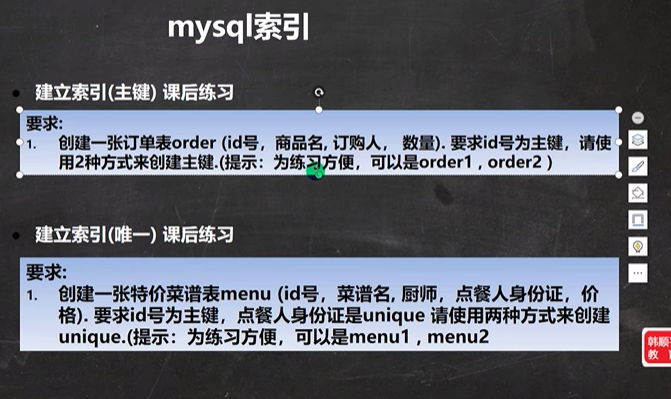 mysql索引
建立索引(主键) 课后练习
要求:
1. 创建一张订单表order (id号，商品名, 订购人， 数量). 要求id号为主键，请使
用2种方式来创建主键.(提示：为练习方便，可以是order1 , order2 )
建立索引(唯一) 课后练习
要求:
1. 创建一张特价菜谱表menu (id号，菜谱名, 厨师，点餐人身份证，价
格). 要求id号为主键，点餐人身份证是unique 请使用两种方式来创建
unique.(提示：为练习方便，可以是menu1 , menu2
韩顺
教